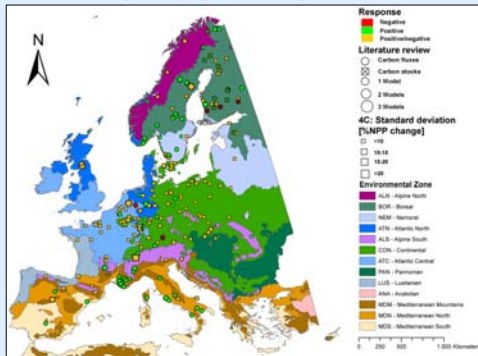 N
Response
Negative
Positive
Positive/negative
Literature review
Carbon fluxes
Carbon stocks
1 Model
2 Models
3 Models
4C: Standard deviation
[%NPP change]
<10
10-15
15-20
>20
Environmental Zone
ALN - Alpine North
BOR - Boreal
NEM - Nemoral
ATN - Atlantic North
ALS - Alpine South
CON - Continental
ATC - Atlantic Central
PAN - Pannonian
LUS - Lusitanian
ANA - Anatolian
MDM - Mediterranean Mountains
MDN - Mediterranean North
MDS - Mediterranean South
0 250 500 1 000 Kilometers